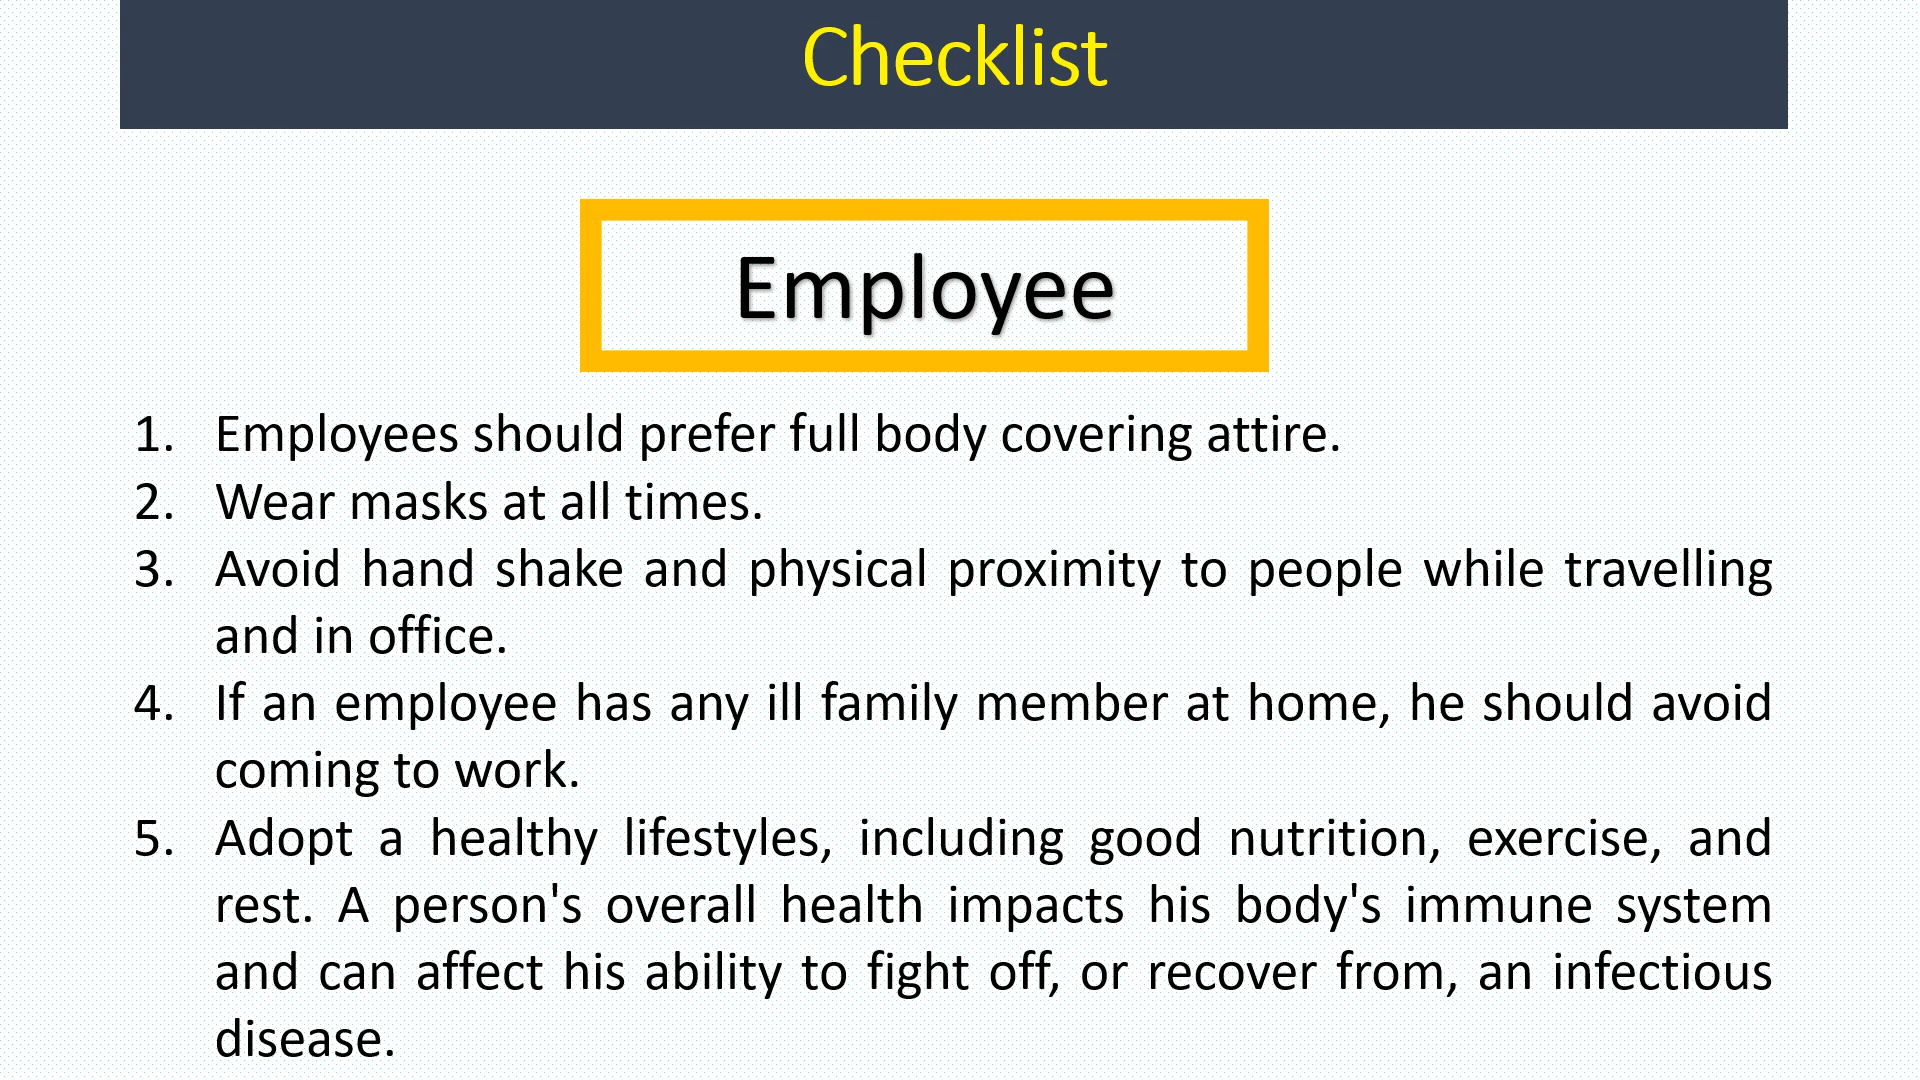 Checklist
Employee
1. Employees should prefer full body covering attire.
2. Wear masks at all times.
3. Avoid hand shake and physical proximity to people while travelling
and in office.
4. If an employee has any ill family member at home, he should avoid
coming to work.
5. Adopt a healthy lifestyles, including good nutrition, exercise, and
rest. A person's overall health impacts his body's immune system
and can affect his ability to fight off, or recover from, an infectious
disease.